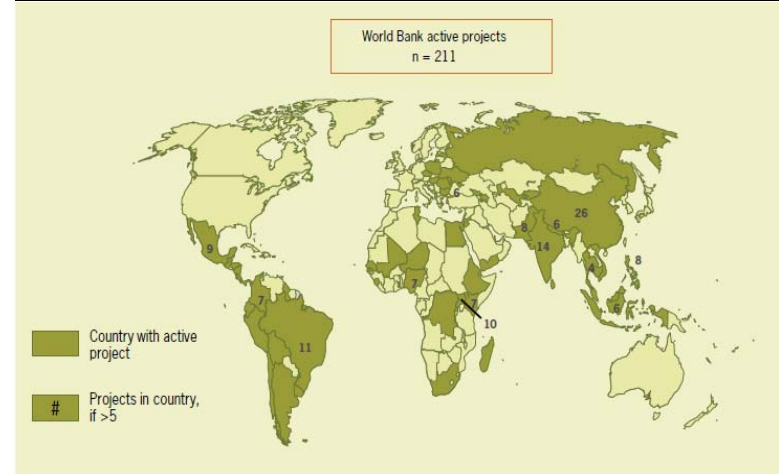 World Bank active projects
n = 211
6
26
9
8
6
14
8
4
7
7
7
6
10
11
Country with active
project
#
Projects in country,
if >5